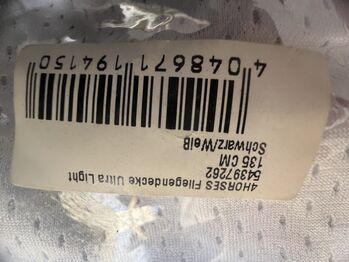 4HORSES Fliegendecke Ultra Light
54397262
135 CM
Schwarz/Weiß
4 048671 194150